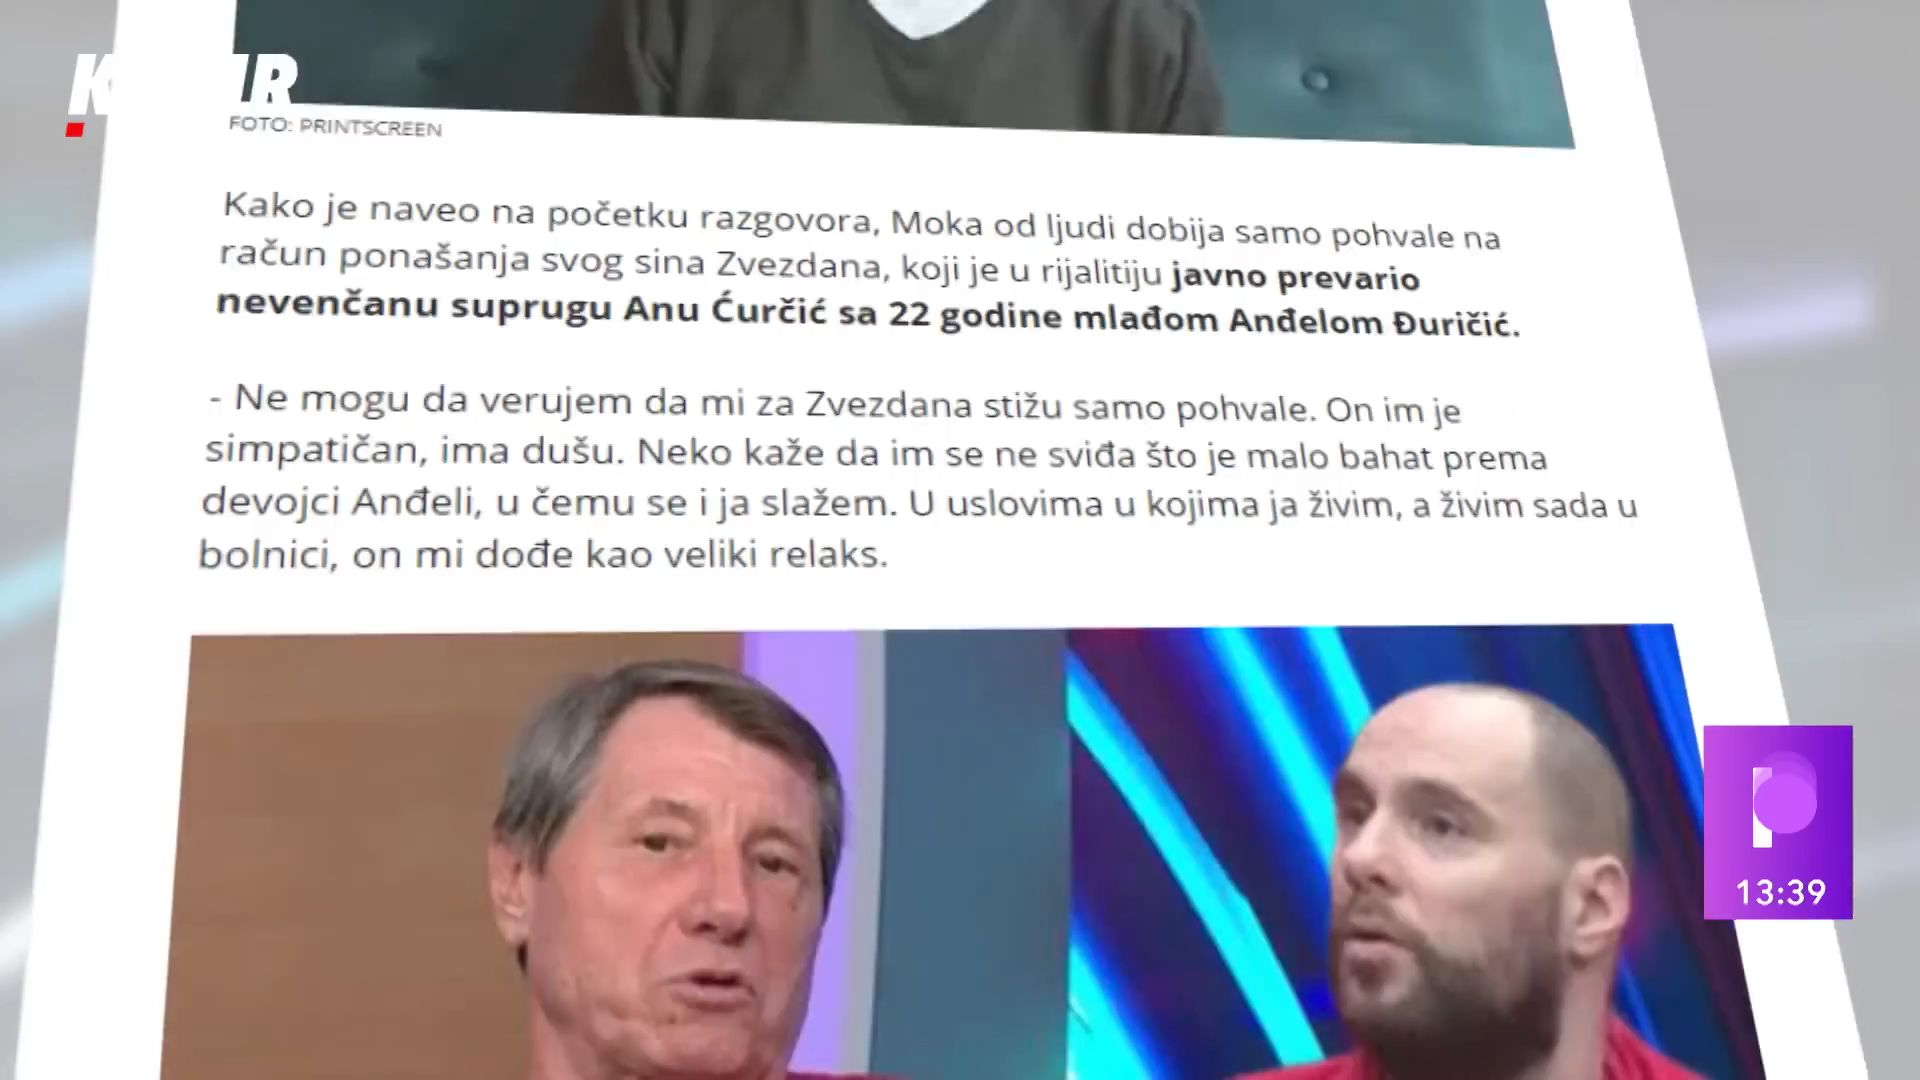 FOTO: PRINTSCREEN
Kako je naveo na početku razgovora, Moka od ljudi dobija samo pohvale na
račun ponašanja svog sina Zvezdana, koji je u rijalitiju javno prevario
nevenčanu suprugu Anu Ćurčić sa 22 godine mlađom Anđelom Đuričić.
- Ne mogu da verujem da mi za Zvezdana stižu samo pohvale. On im je
simpatičan, ima dušu. Neko kaže da im se ne sviđa što je malo bahat prema
devojci Anđeli, u čemu se i ja slažem. U uslovima u kojima ja živim, a živim sada u
bolnici, on mi dođe kao veliki relaks.
13:39